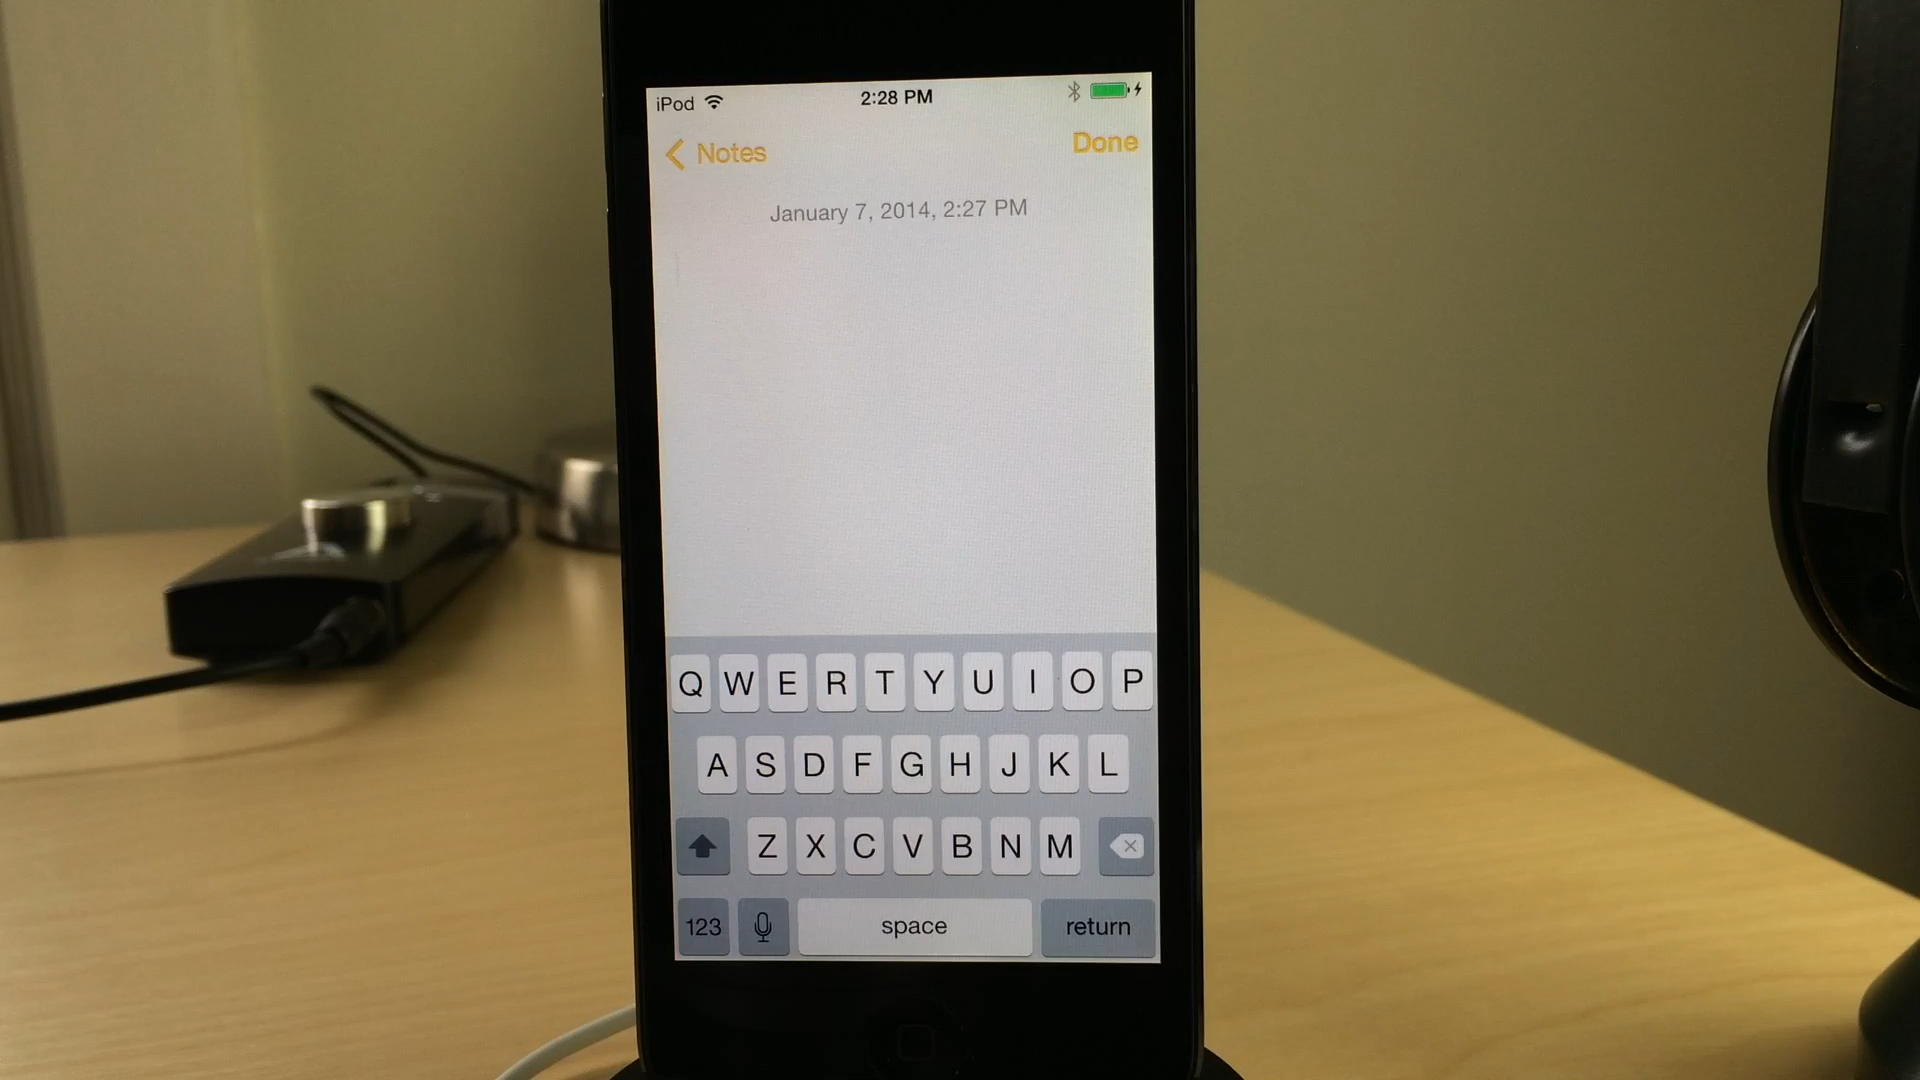 iPod 2:28 PM
Notes Done
January 7, 2014, 2:27 PM
Q W E R T Y U I O P
A S D F G H J K L
Z X C V B N M
123 space return